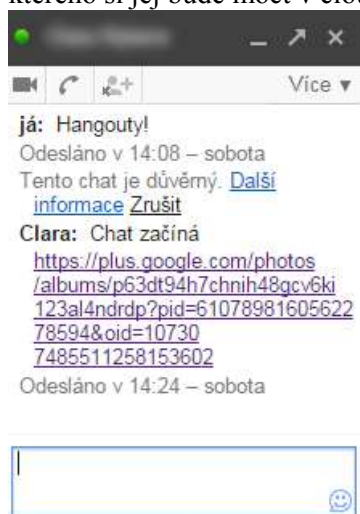 Více ▾
já: Hangouty!
Odesláno v 14:08 – sobota
Tento chat je důvěrný. Další
informace Zrušit
Clara: Chat začíná
https://plus.google.com/photos
/albums/p63dt94h7chnih48gcv6ki
123al4ndrdp?pid=61078981605622
78594&oid=10730
7485511258153602
Odesláno v 14:24 – sobota